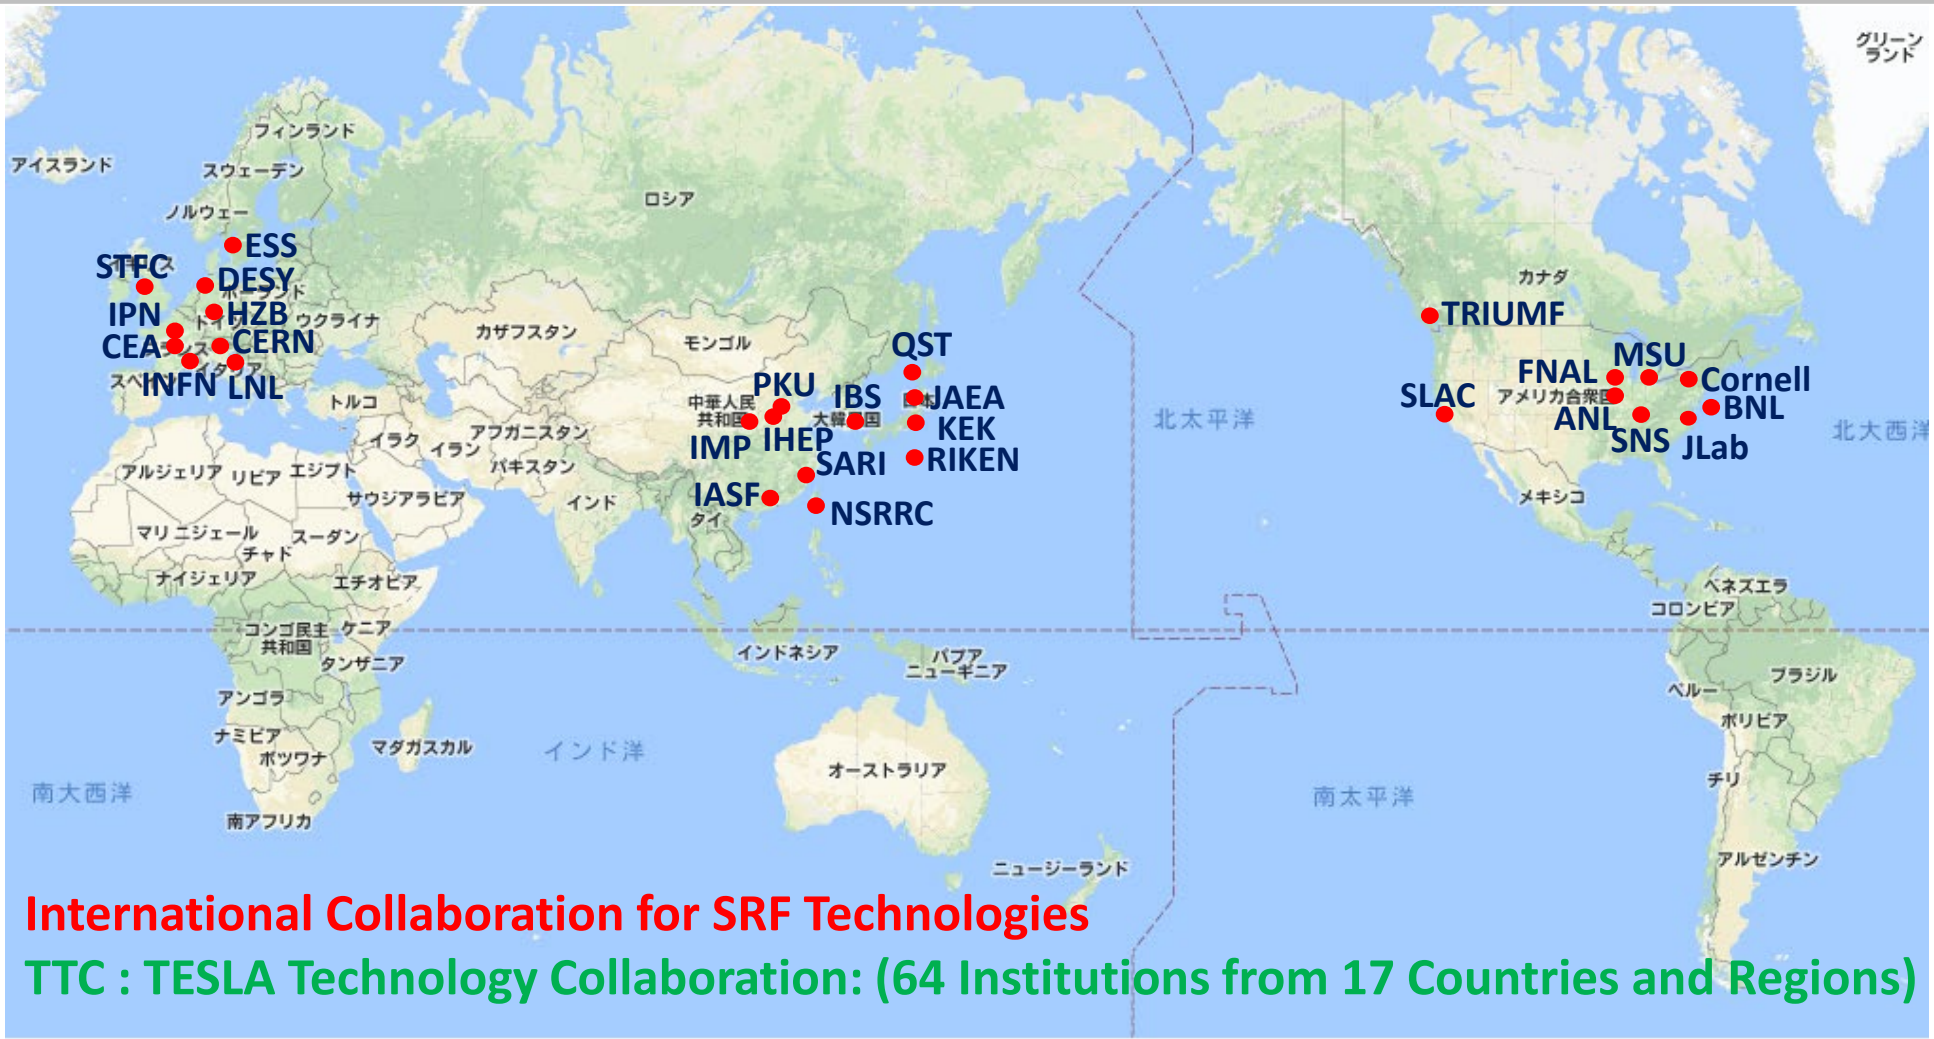 グリーン
ランド
フィンランド
アイスランド
スウェーデン
ロシア
ノルウェー
ESS
STFC
DESY
カナダ
IPN
HZB
ウクライナ
TRIUMF
カザフスタン
モンゴル
QST
CEA
CERN
MSU
FNAL
Cornell
INFN
LNL
PKU
IBS
JAEA
SLAC
アメリカ合衆国
BNL
トルコ
中華人民
共和国
大韓民国
KEK
北太平洋
ANL
SNS
JLab
北大西洋
イラク
イラン
アフガニスタン
IMP
IHEP
SARI
RIKEN
パキスタン
アルジェリア
リビア
エジプト
サウジアラビア
インド
IASF
NSRRC
タイ
メキシコ
マリ
ニジェール
スーダン
チャド
ナイジェリア
エチオピア
ベネズエラ
コロンビア
コンゴ民主
共和国
ケニア
タンザニア
インドネシア
パプア
ニューギニア
ブラジル
ペルー
アンゴラ
ナミビア
ボツワナ
マダガスカル
インド洋
ボリビア
オーストラリア
チリ
南大西洋
南太平洋
南アフリカ
ニュージーランド
アルゼンチン
International Collaboration for SRF Technologies
TTC : TESLA Technology Collaboration: (64 Institutions from 17 Countries and Regions)